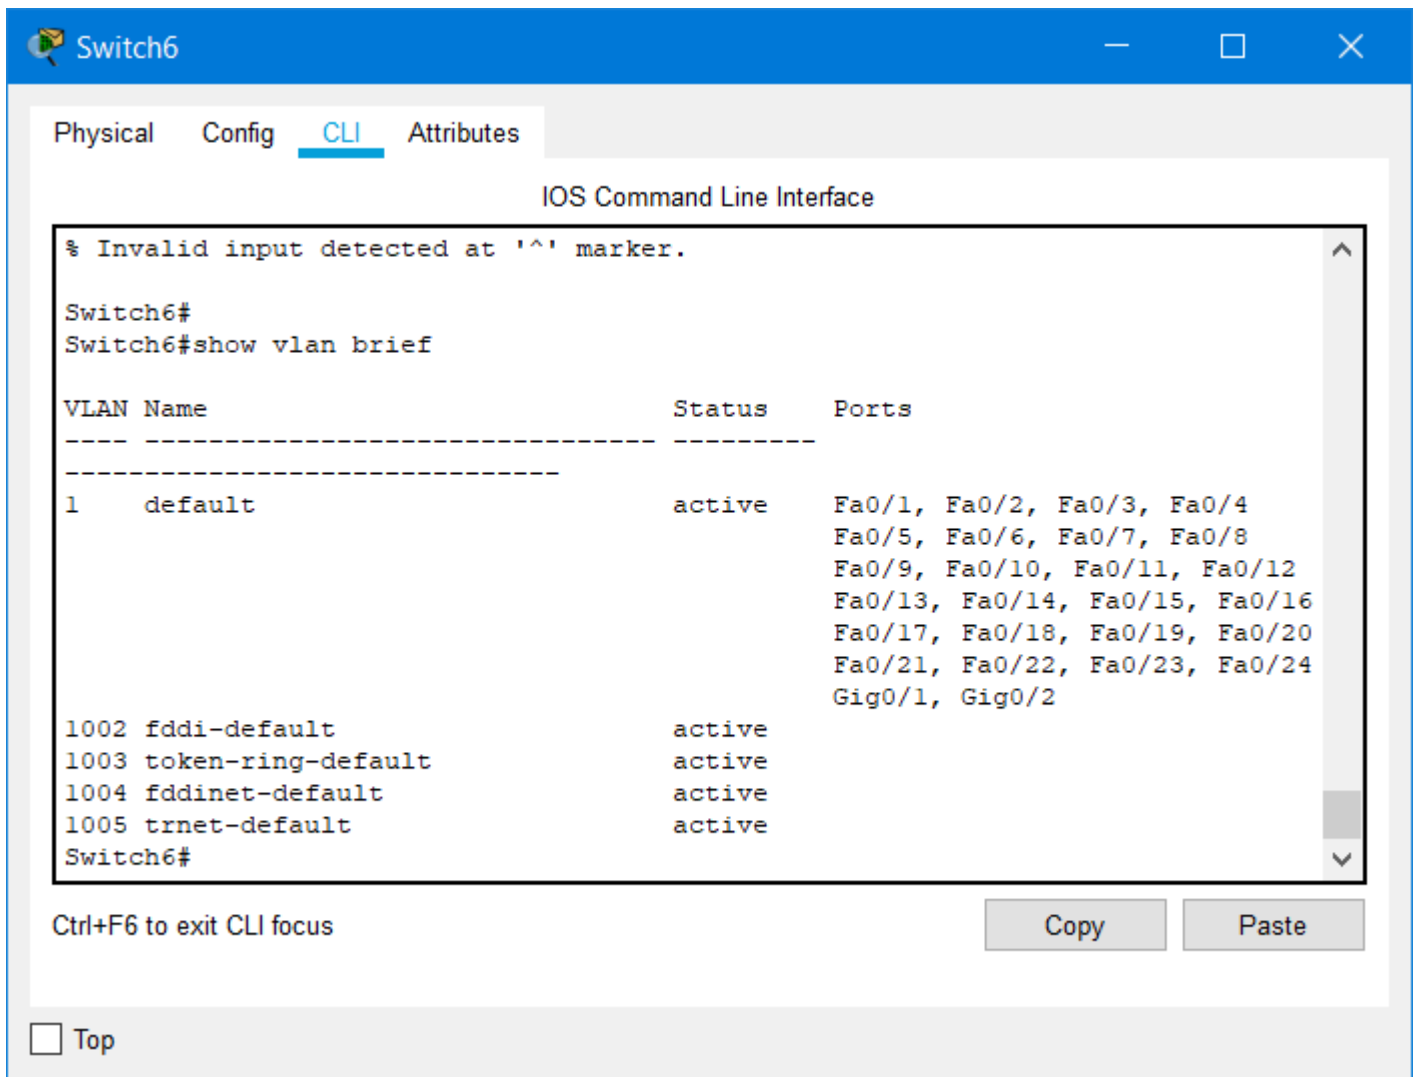 Switch6
Physical Config CLI Attributes
IOS Command Line Interface
% Invalid input detected at '^' marker.
Switch6#
Switch6#show vlan brief
VLAN Name                             Status    Ports
---- -------------------------------- ---------
-------------------------------
1    default                          active    Fa0/1, Fa0/2, Fa0/3, Fa0/4
                                                Fa0/5, Fa0/6, Fa0/7, Fa0/8
                                                Fa0/9, Fa0/10, Fa0/11, Fa0/12
                                                Fa0/13, Fa0/14, Fa0/15, Fa0/16
                                                Fa0/17, Fa0/18, Fa0/19, Fa0/20
                                                Fa0/21, Fa0/22, Fa0/23, Fa0/24
                                                Gig0/1, Gig0/2
1002 fddi-default                     active
1003 token-ring-default               active
1004 fddinet-default                  active
1005 trnet-default                    active
Switch6#
Ctrl+F6 to exit CLI focus
Copy Paste
Top